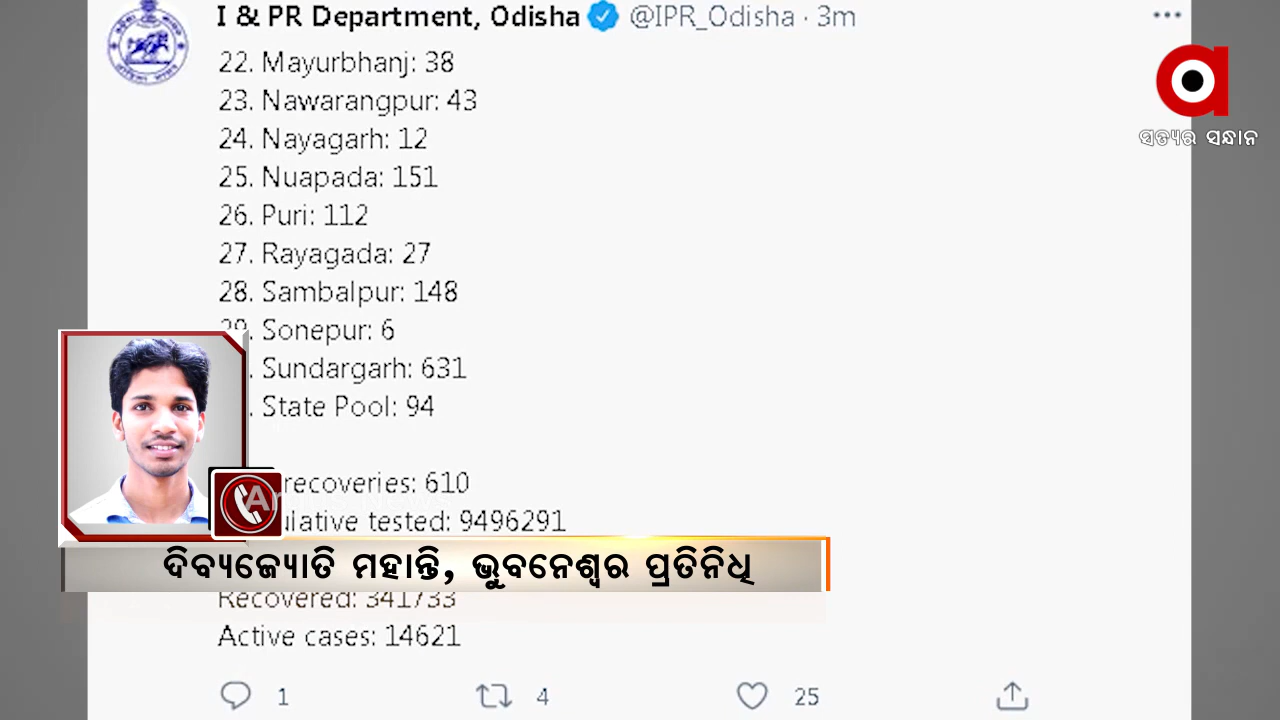 I & PR Department, Odisha @IPR_Odisha · 3m
ସତ୍ୟର ସନ୍ଧାନ
22. Mayurbhanj: 38
23. Nawarangpur: 43
24. Nayagarh: 12
25. Nuapada: 151
26. Puri: 112
27. Rayagada: 27
28. Sambalpur: 148
29. Sonepur: 6
Sundargarh: 631
State Pool: 94
recoveries: 610
tested: 9496291
ଦିବ୍ୟଜ୍ୟୋତି ମହାନ୍ତି, ଭୁବନେଶ୍ୱର ପ୍ରତିନିଧି
Recovered: 341733
Active cases: 14621
1 4 25